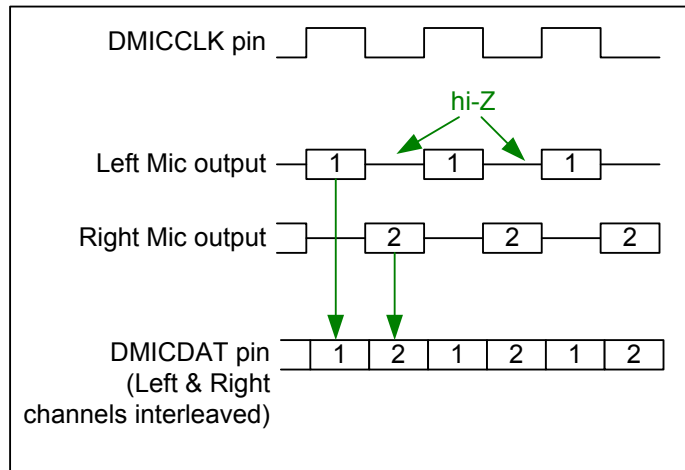 DMICCLK pin
hi-Z
Left Mic output
1 1 1
Right Mic output
2 2 2
DMICDAT pin
(Left & Right
channels interleaved)
1 2 1 2 1 2